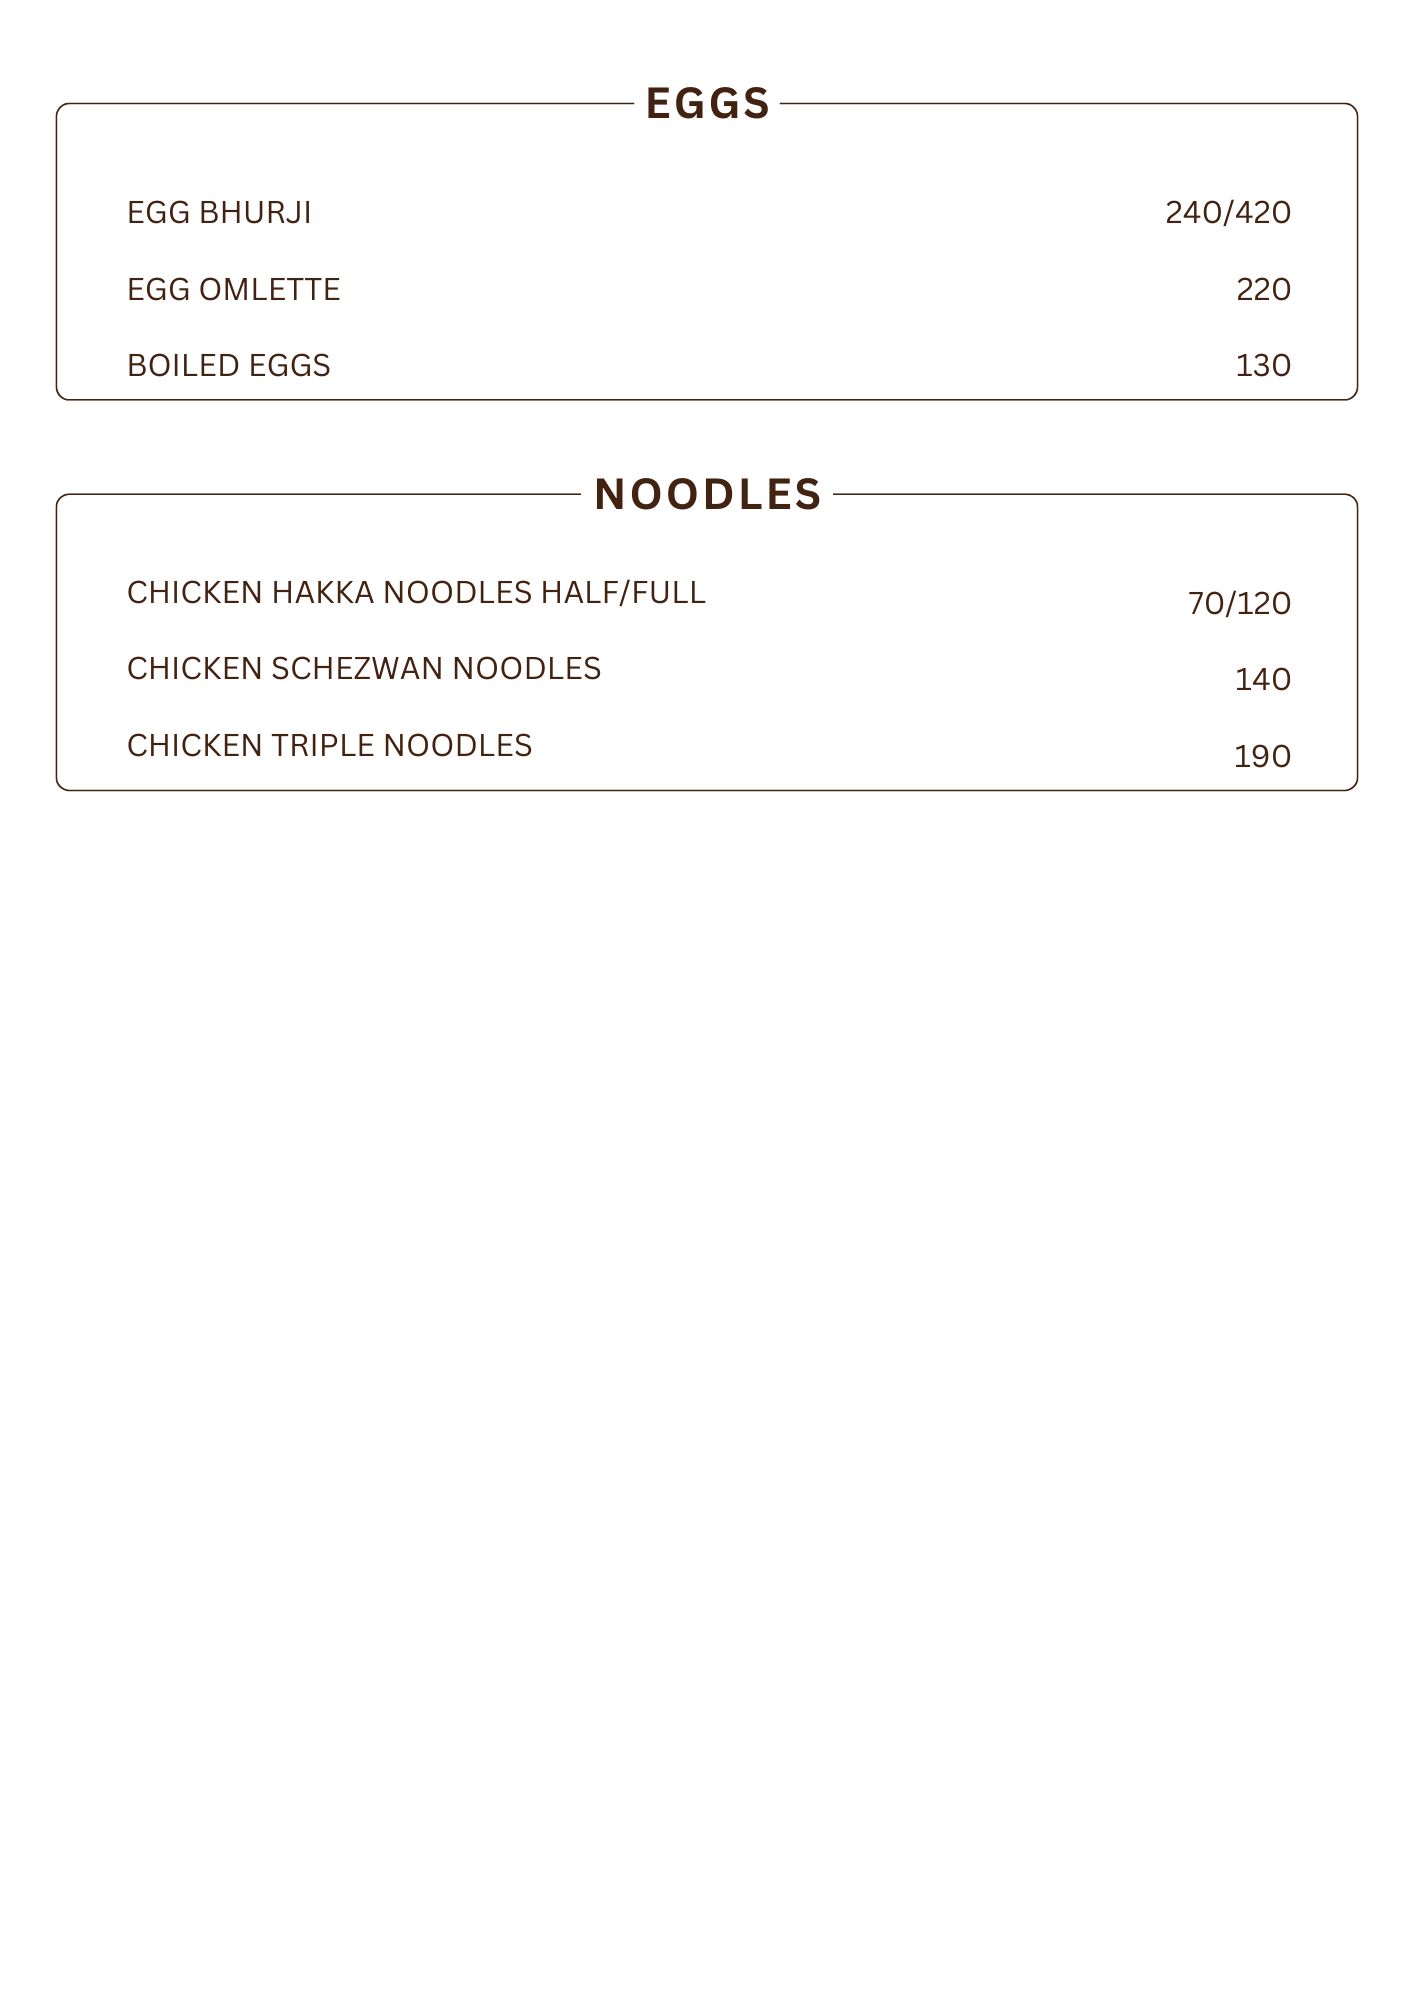 EGGS
EGG BHURJI 240/420
EGG OMLETTE 220
BOILED EGGS 130
NOODLES
CHICKEN HAKKA NOODLES HALF/FULL 70/120
CHICKEN SCHEZWAN NOODLES 140
CHICKEN TRIPLE NOODLES 190